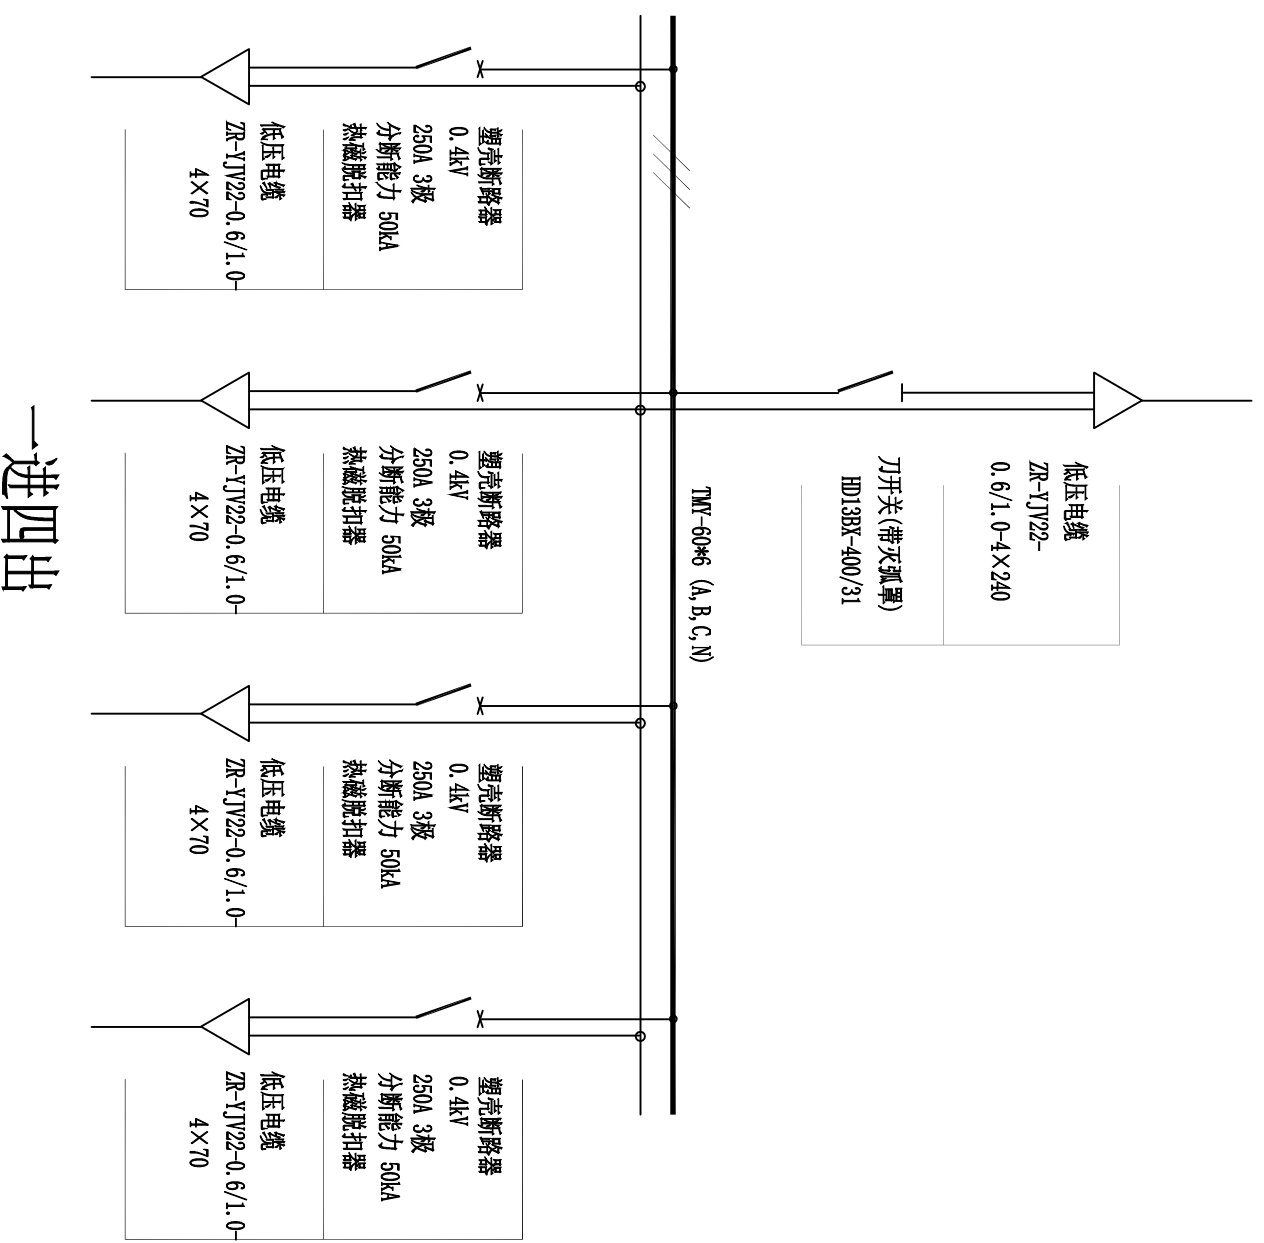 低压电缆
ZR-YJV22-
0.6/1.0-4×240
刀开关(带灭弧罩)
HD13BX-400/31
TMY-60*6 (A,B,C,N)
塑壳断路器
0.4kV
250A 3极
分断能力 50kA
热磁脱扣器
低压电缆
ZR-YJV22-0.6/1.0-
4×70
塑壳断路器
0.4kV
250A 3极
分断能力 50kA
热磁脱扣器
低压电缆
ZR-YJV22-0.6/1.0-
4×70
塑壳断路器
0.4kV
250A 3极
分断能力 50kA
热磁脱扣器
低压电缆
ZR-YJV22-0.6/1.0-
4×70
塑壳断路器
0.4kV
250A 3极
分断能力 50kA
热磁脱扣器
低压电缆
ZR-YJV22-0.6/1.0-
4×70
一进四出